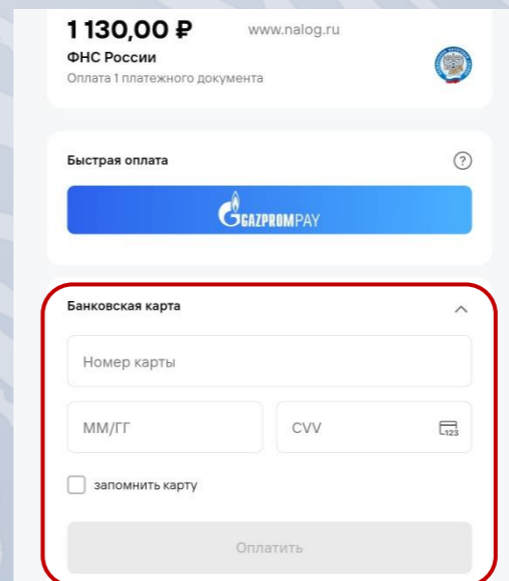 1 130,00 ₽
www.nalog.ru
ФНС России
Оплата 1 платежного документа
Быстрая оплата
?
GAZPROMPAY
Банковская карта
Номер карты
ММ/ГГ
CVV
123
запомнить карту
Оплатить